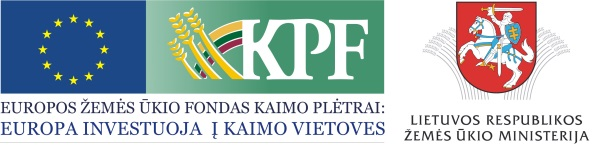 KPF
EUROPOS ŽEMĖS ŪKIO FONDAS KAIMO PLĖTRAI:
EUROPA INVESTUOJA Į KAIMO VIETOVES
LIETUVOS RESPUBLIKOS
ŽEMĖS ŪKIO MINISTERIJA